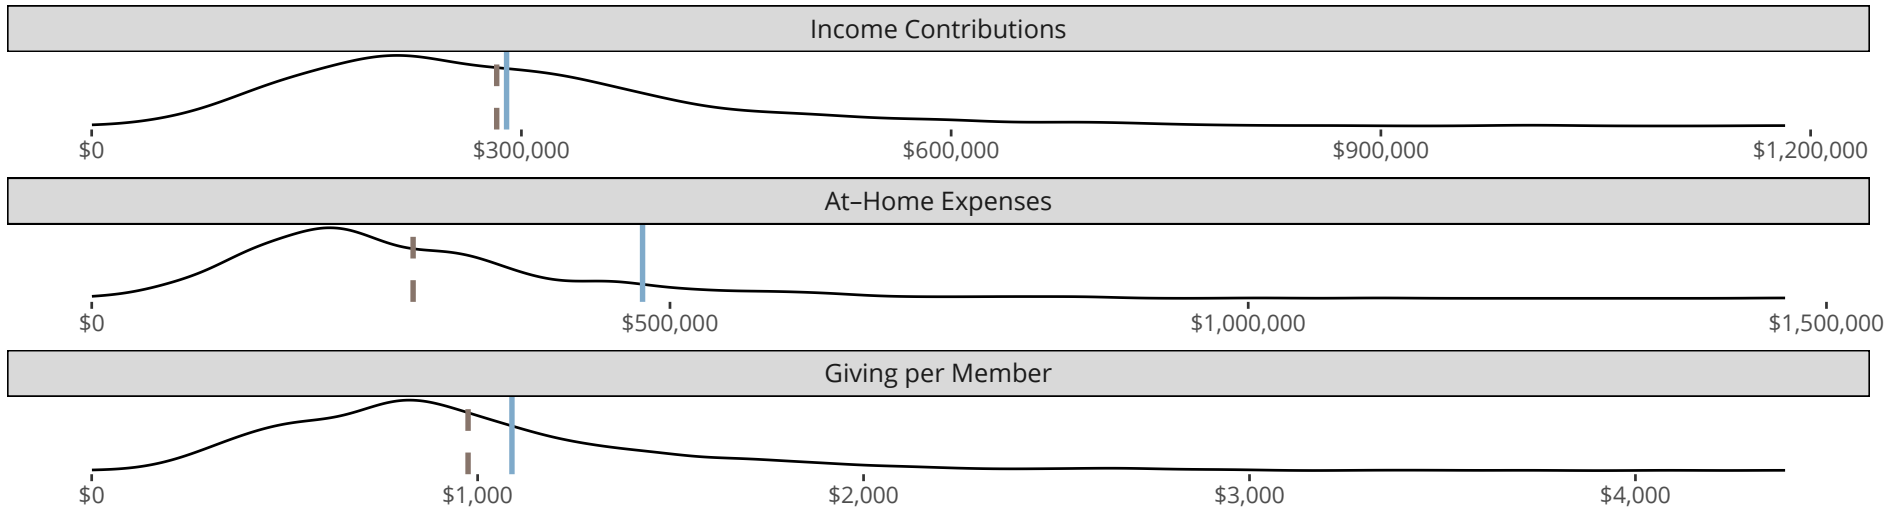 Income Contributions
$0 $300,000 $600,000 $900,000 $1,200,000
At–Home Expenses
$0 $500,000 $1,000,000 $1,500,000
Giving per Member
$0 $1,000 $2,000 $3,000 $4,000